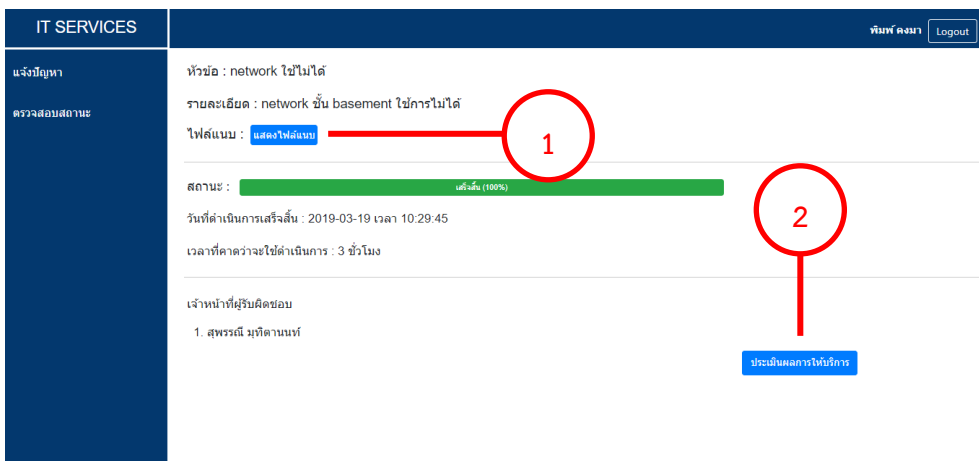 IT SERVICES
พิมพ์ คงมา Logout
แจ้งปัญหา
ตรวจสอบสถานะ
หัวข้อ : network ใช้ไม่ได้
รายละเอียด : network ชั้น basement ใช้การไม่ได้
ไฟล์แนบ : แสดงไฟล์แนบ
1
สถานะ : เสร็จสิ้น (100%)
วันที่ดำเนินการเสร็จสิ้น : 2019-03-19 เวลา 10:29:45
2
เวลาที่คาดว่าจะใช้ดำเนินการ : 3 ชั่วโมง
เจ้าหน้าที่ผู้รับผิดชอบ
1. สุพรรณี มุทิตานนท์
ประเมินผลการให้บริการ